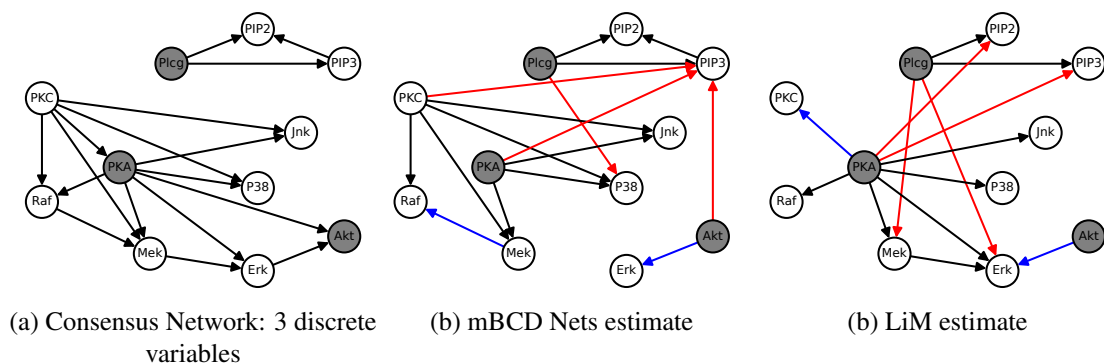 PIP2
Plcg
PIP3
PKC
Jnk
PKA
P38
Raf
Akt
Mek
Erk
(a) Consensus Network: 3 discrete
variables
PIP2
Plcg
PIP3
PKC
Jnk
PKA
P38
Raf
Akt
Mek
Erk
(b) mBCD Nets estimate
PIP2
Plcg
PIP3
PKC
Jnk
PKA
P38
Raf
Akt
Mek
Erk
(b) LiM estimate